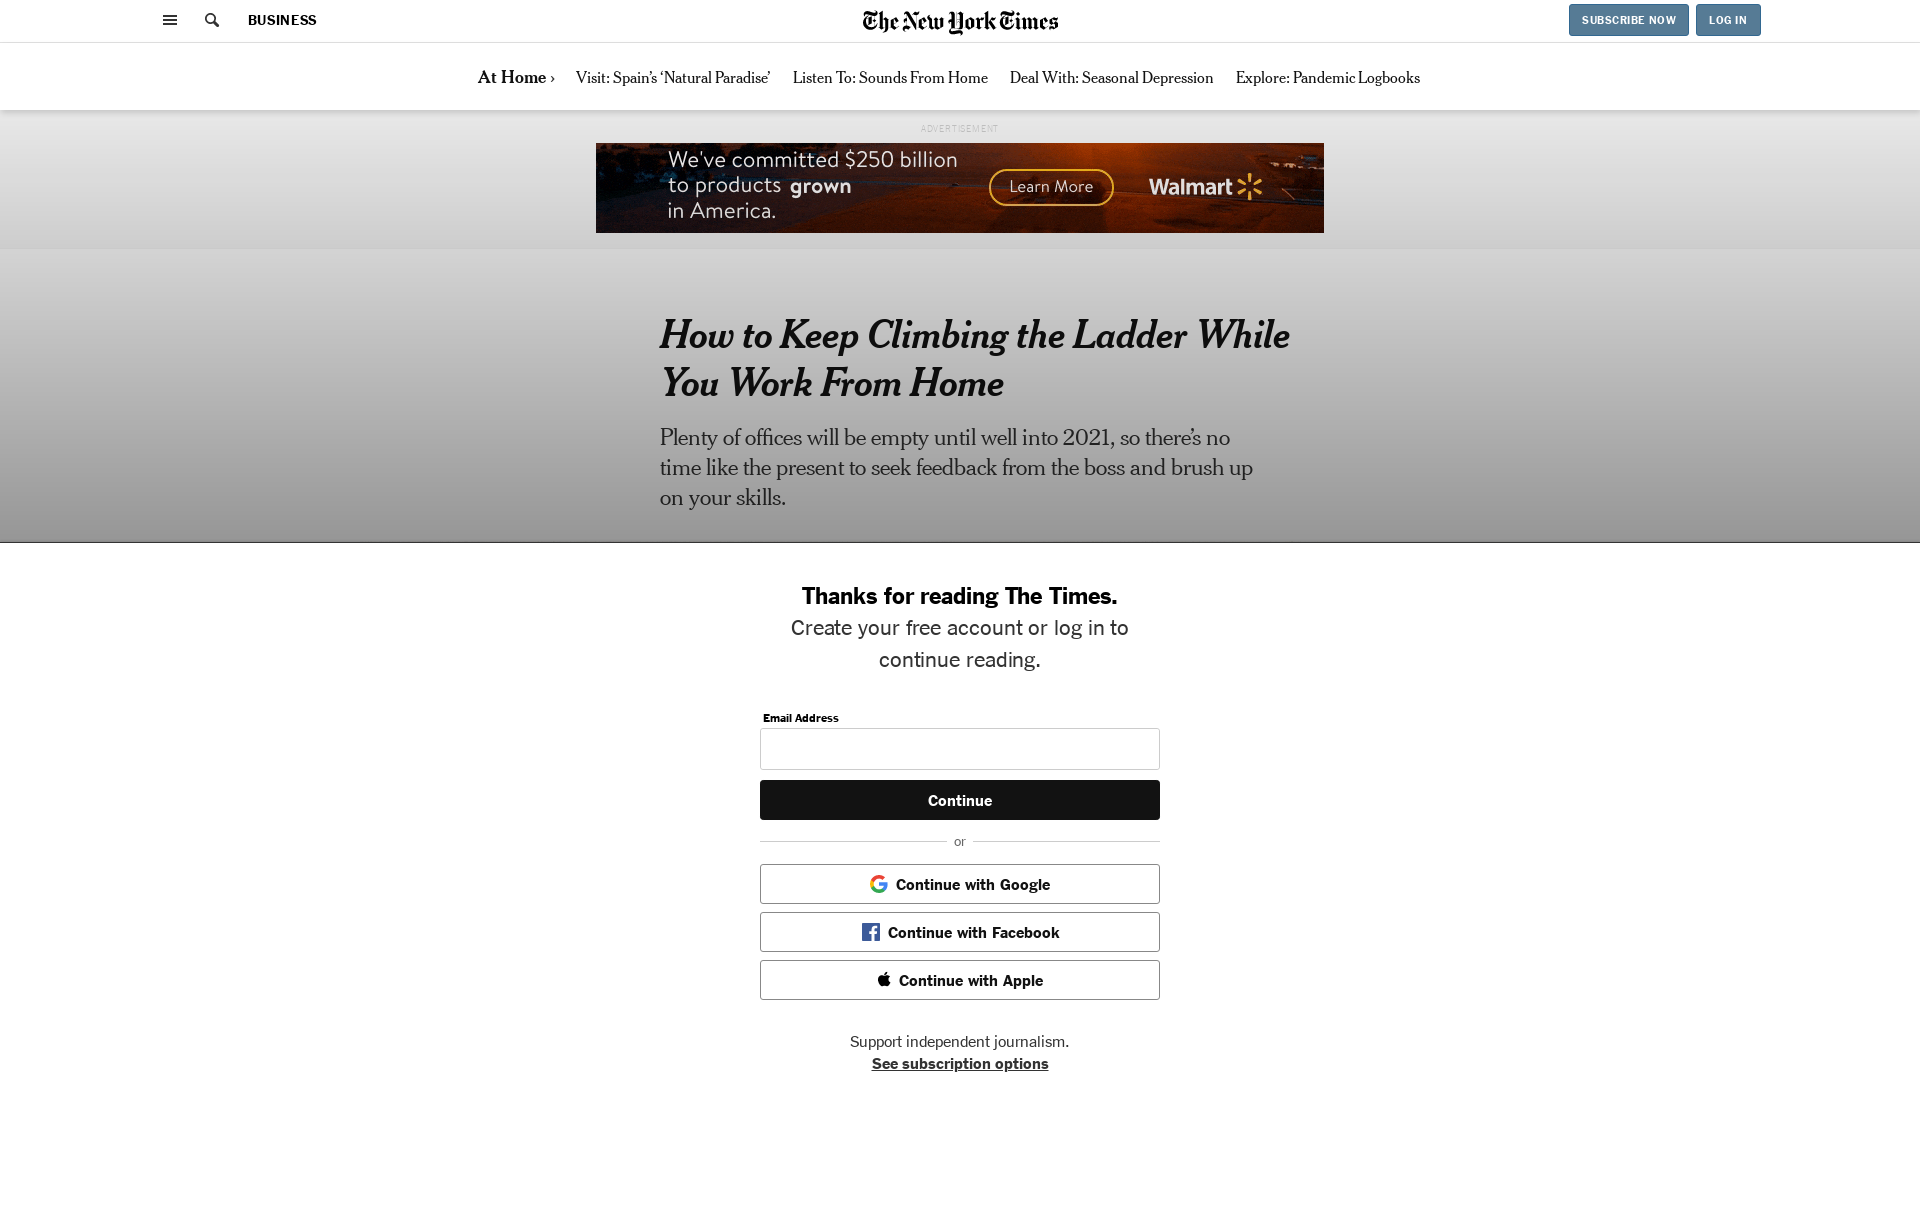 BUSINESS
The New York Times
SUBSCRIBE NOW
LOG IN
At Home ›
Visit: Spain’s ‘Natural Paradise’
Listen To: Sounds From Home
Deal With: Seasonal Depression
Explore: Pandemic Logbooks
ADVERTISEMENT
We've committed $250 billion
to products grown
in America.
Learn More
Walmart
How to Keep Climbing the Ladder While
You Work From Home
Plenty of offices will be empty until well into 2021, so there’s no
time like the present to seek feedback from the boss and brush up
on your skills.
Thanks for reading The Times.
Create your free account or log in to
continue reading.
Email Address
Continue
or
Continue with Google
Continue with Facebook
Continue with Apple
Support independent journalism.
See subscription options